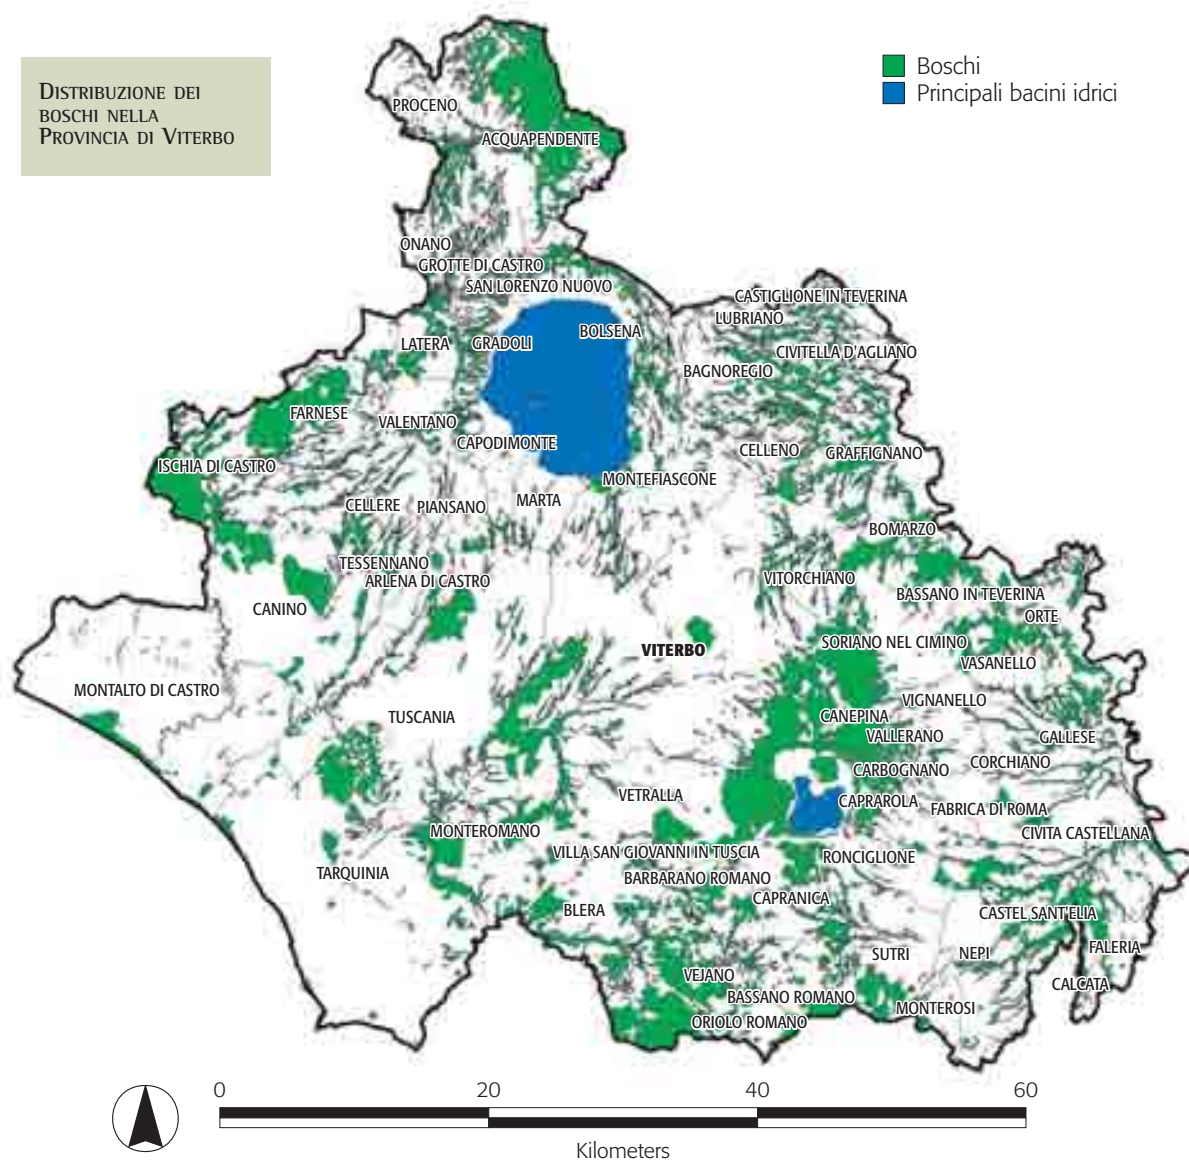 DISTRIBUZIONE DEI
BOSCHI NELLA
PROVINCIA DI VITERBO
Boschi
Principali bacini idrici
PROCENO
ACQUAPENDENTE
ONANO
GROTTE DI CASTRO
SAN LORENZO NUOVO
CASTIGLIONE IN TEVERINA
LUBRIANO
BOLSENA
LATERA
GRADOLI
CIVITELLA D'AGLIANO
BAGNOREGIO
FARNESE
VALENTANO
CAPODIMONTE
CELLENO
GRAFFIGNANO
ISCHIA DI CASTRO
MONTEFIASCONE
CELLERE
PIANSANO
MARTA
BOMARZO
TESSENNANO
ARLENA DI CASTRO
VITORCHIANO
BASSANO IN TEVERINA
CANINO
ORTE
SORIANO NEL CIMINO
VITERBO
VASANELLO
MONTALTO DI CASTRO
VIGNANELLO
TUSCANIA
CANEPINA
VALLERANO
GALLESE
CORCHIANO
CARBOGNANO
VETRALLA
CAPRAROLA
FABRICA DI ROMA
MONTEROMANO
CIVITA CASTELLANA
VILLA SAN GIOVANNI IN TUSCIA
RONCIGLIONE
TARQUINIA
BARBARANO ROMANO
CAPRANICA
BLERA
CASTEL SANT'ELIA
SUTRI
NEPI
FALERIA
VEJANO
CALCATA
BASSANO ROMANO
MONTEROSI
ORIOLO ROMANO
0 20 40 60
Kilometers